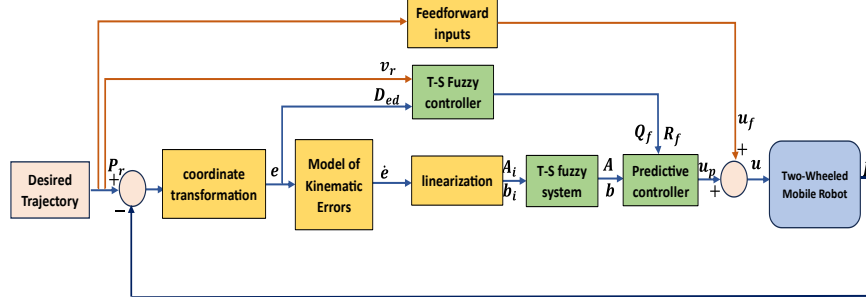 Feedforward
inputs
v_r
D_ed
T-S Fuzzy
controller
Q_f R_f
u_f
Desired
Trajectory
P_r
+
−
coordinate
transformation
e
Model of
Kinematic
Errors
ė
linearization
A_i
b_i
T-S fuzzy
system
A
b
Predictive
controller
u_p
+
+
u
Two-Wheeled
Mobile Robot